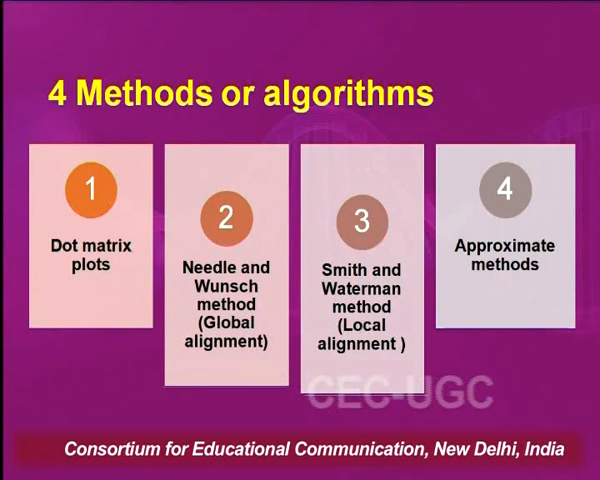 4 Methods or algorithms
1
Dot matrix
plots
2
Needle and
Wunsch
method
(Global
alignment)
3
Smith and
Waterman
method
(Local
alignment )
4
Approximate
methods
CEC-UGC
Consortium for Educational Communication, New Delhi, India